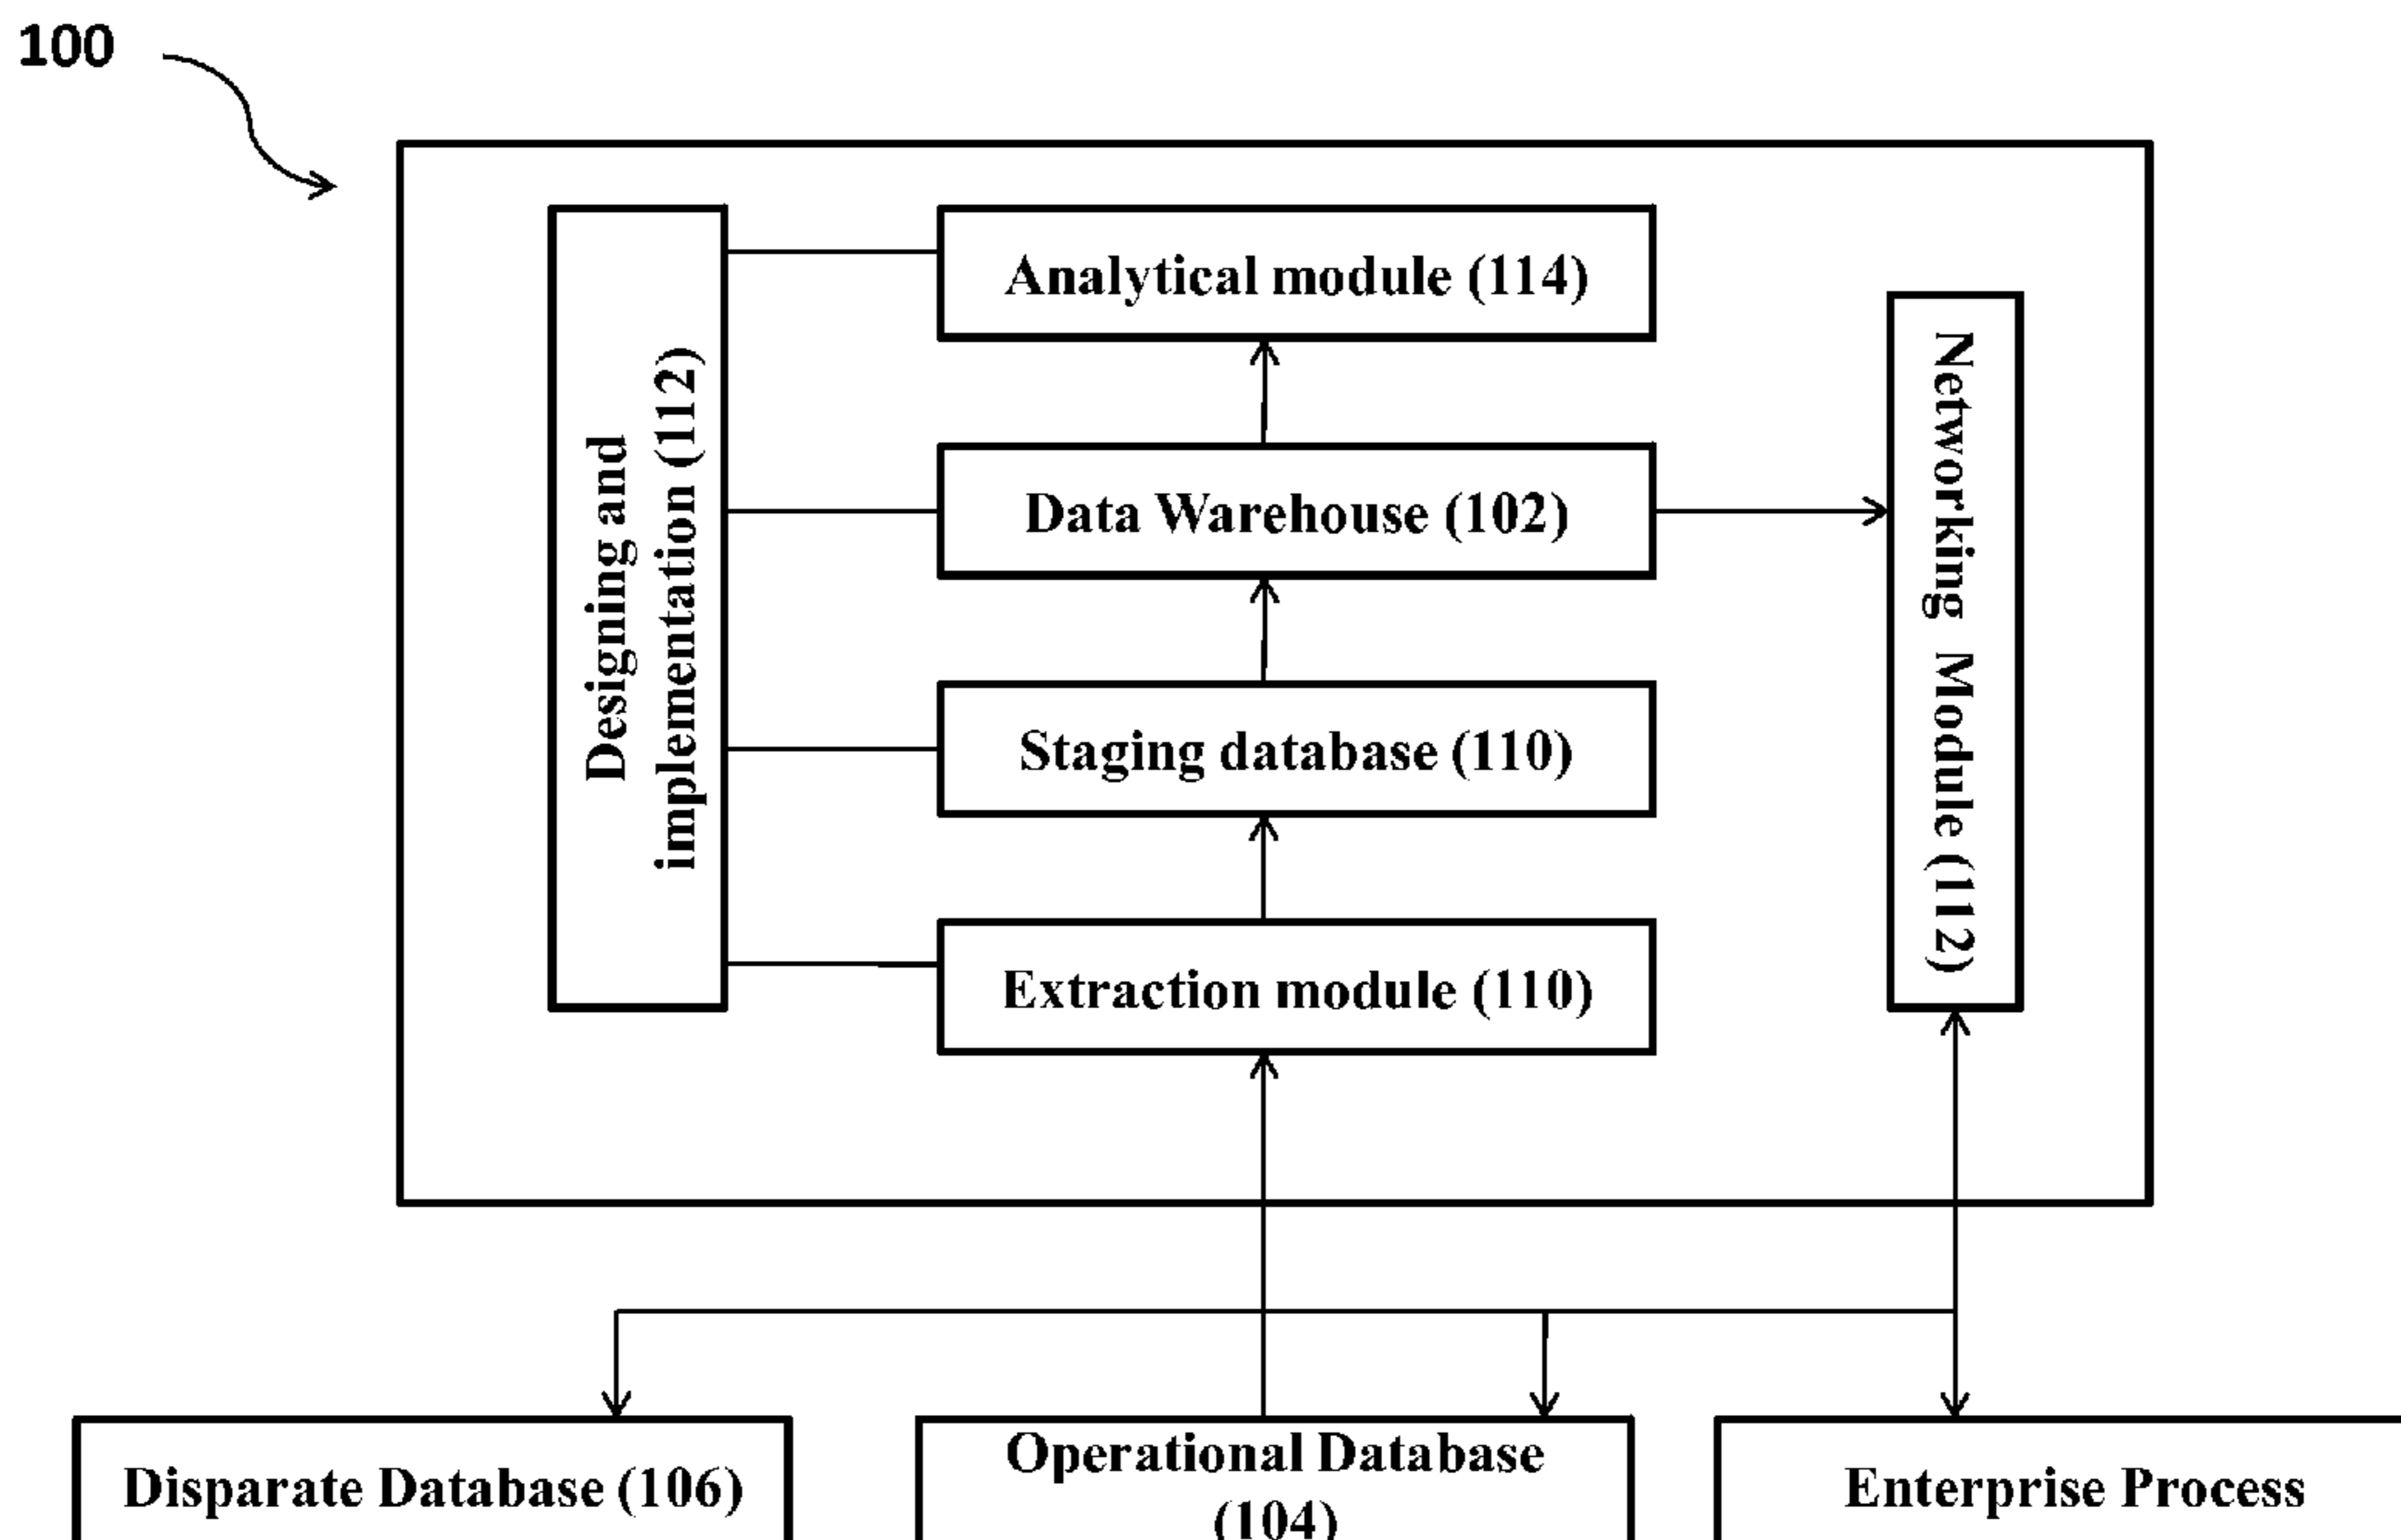 100
Designing and
implementation (112)
Analytical module (114)
Data Warehouse (102)
Staging database (110)
Extraction module (110)
Networking Module (112)
Disparate Database (106)
Operational Database
(104)
Enterprise Process